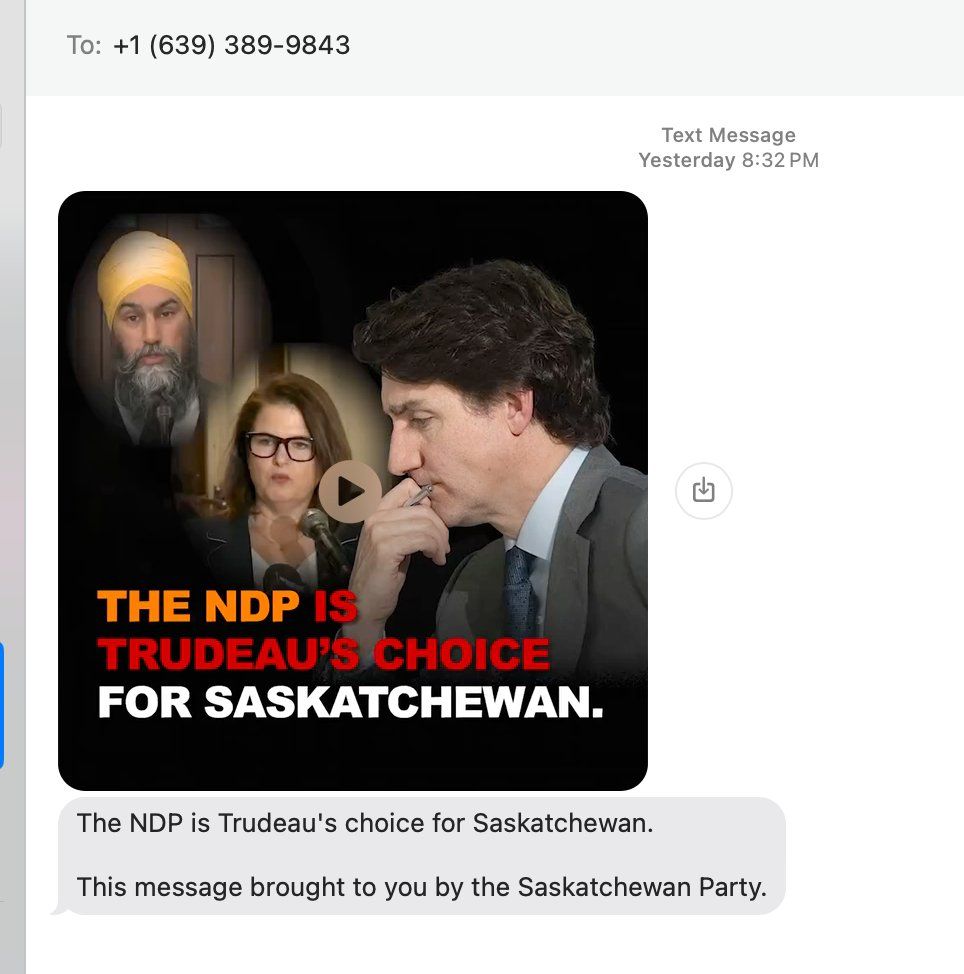 To: +1 (639) 389-9843
Text Message
Yesterday 8:32 PM
THE NDP IS
TRUDEAU’S CHOICE
FOR SASKATCHEWAN.
The NDP is Trudeau's choice for Saskatchewan.
This message brought to you by the Saskatchewan Party.